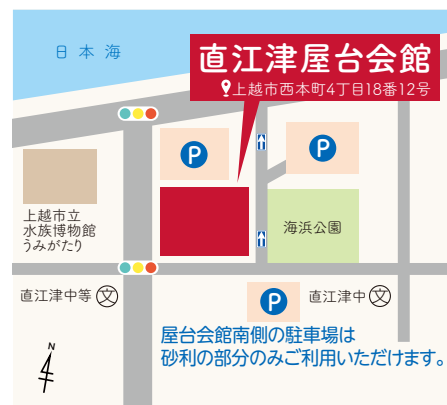 日本海
直江津屋台会館
上越市西本町4丁目18番12号
P
P
上越市立
水族博物館
うみがたり
海浜公園
直江津中等 文
P
直江津中 文
屋台会館南側の駐車場は
砂利の部分のみご利用いただけます。
N